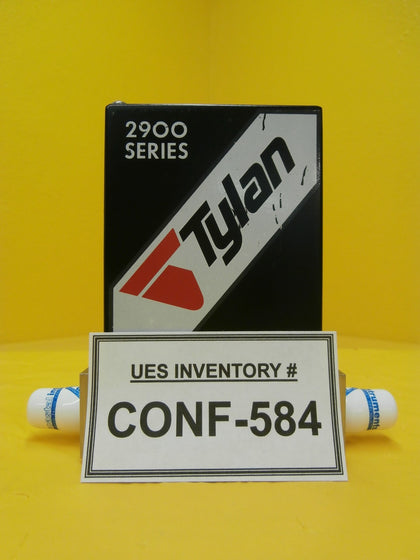 2900
SERIES
Tylan
UES INVENTORY #
CONF-584